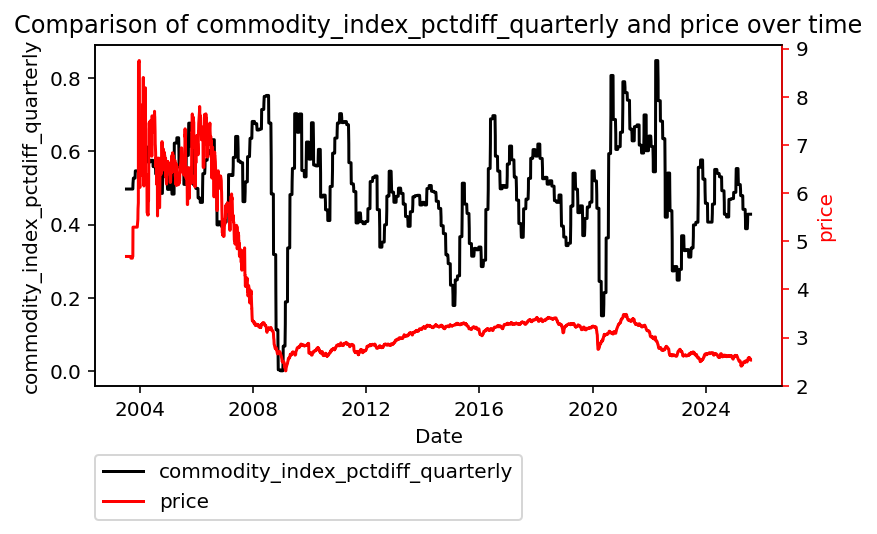 Comparison of commodity_index_pctdiff_quarterly and price over time
commodity_index_pctdiff_quarterly
0.8
0.6
0.4
0.2
0.0
9
8
7
6
5
4
3
2
price
2004 2008 2012 2016 2020 2024
Date
commodity_index_pctdiff_quarterly
price